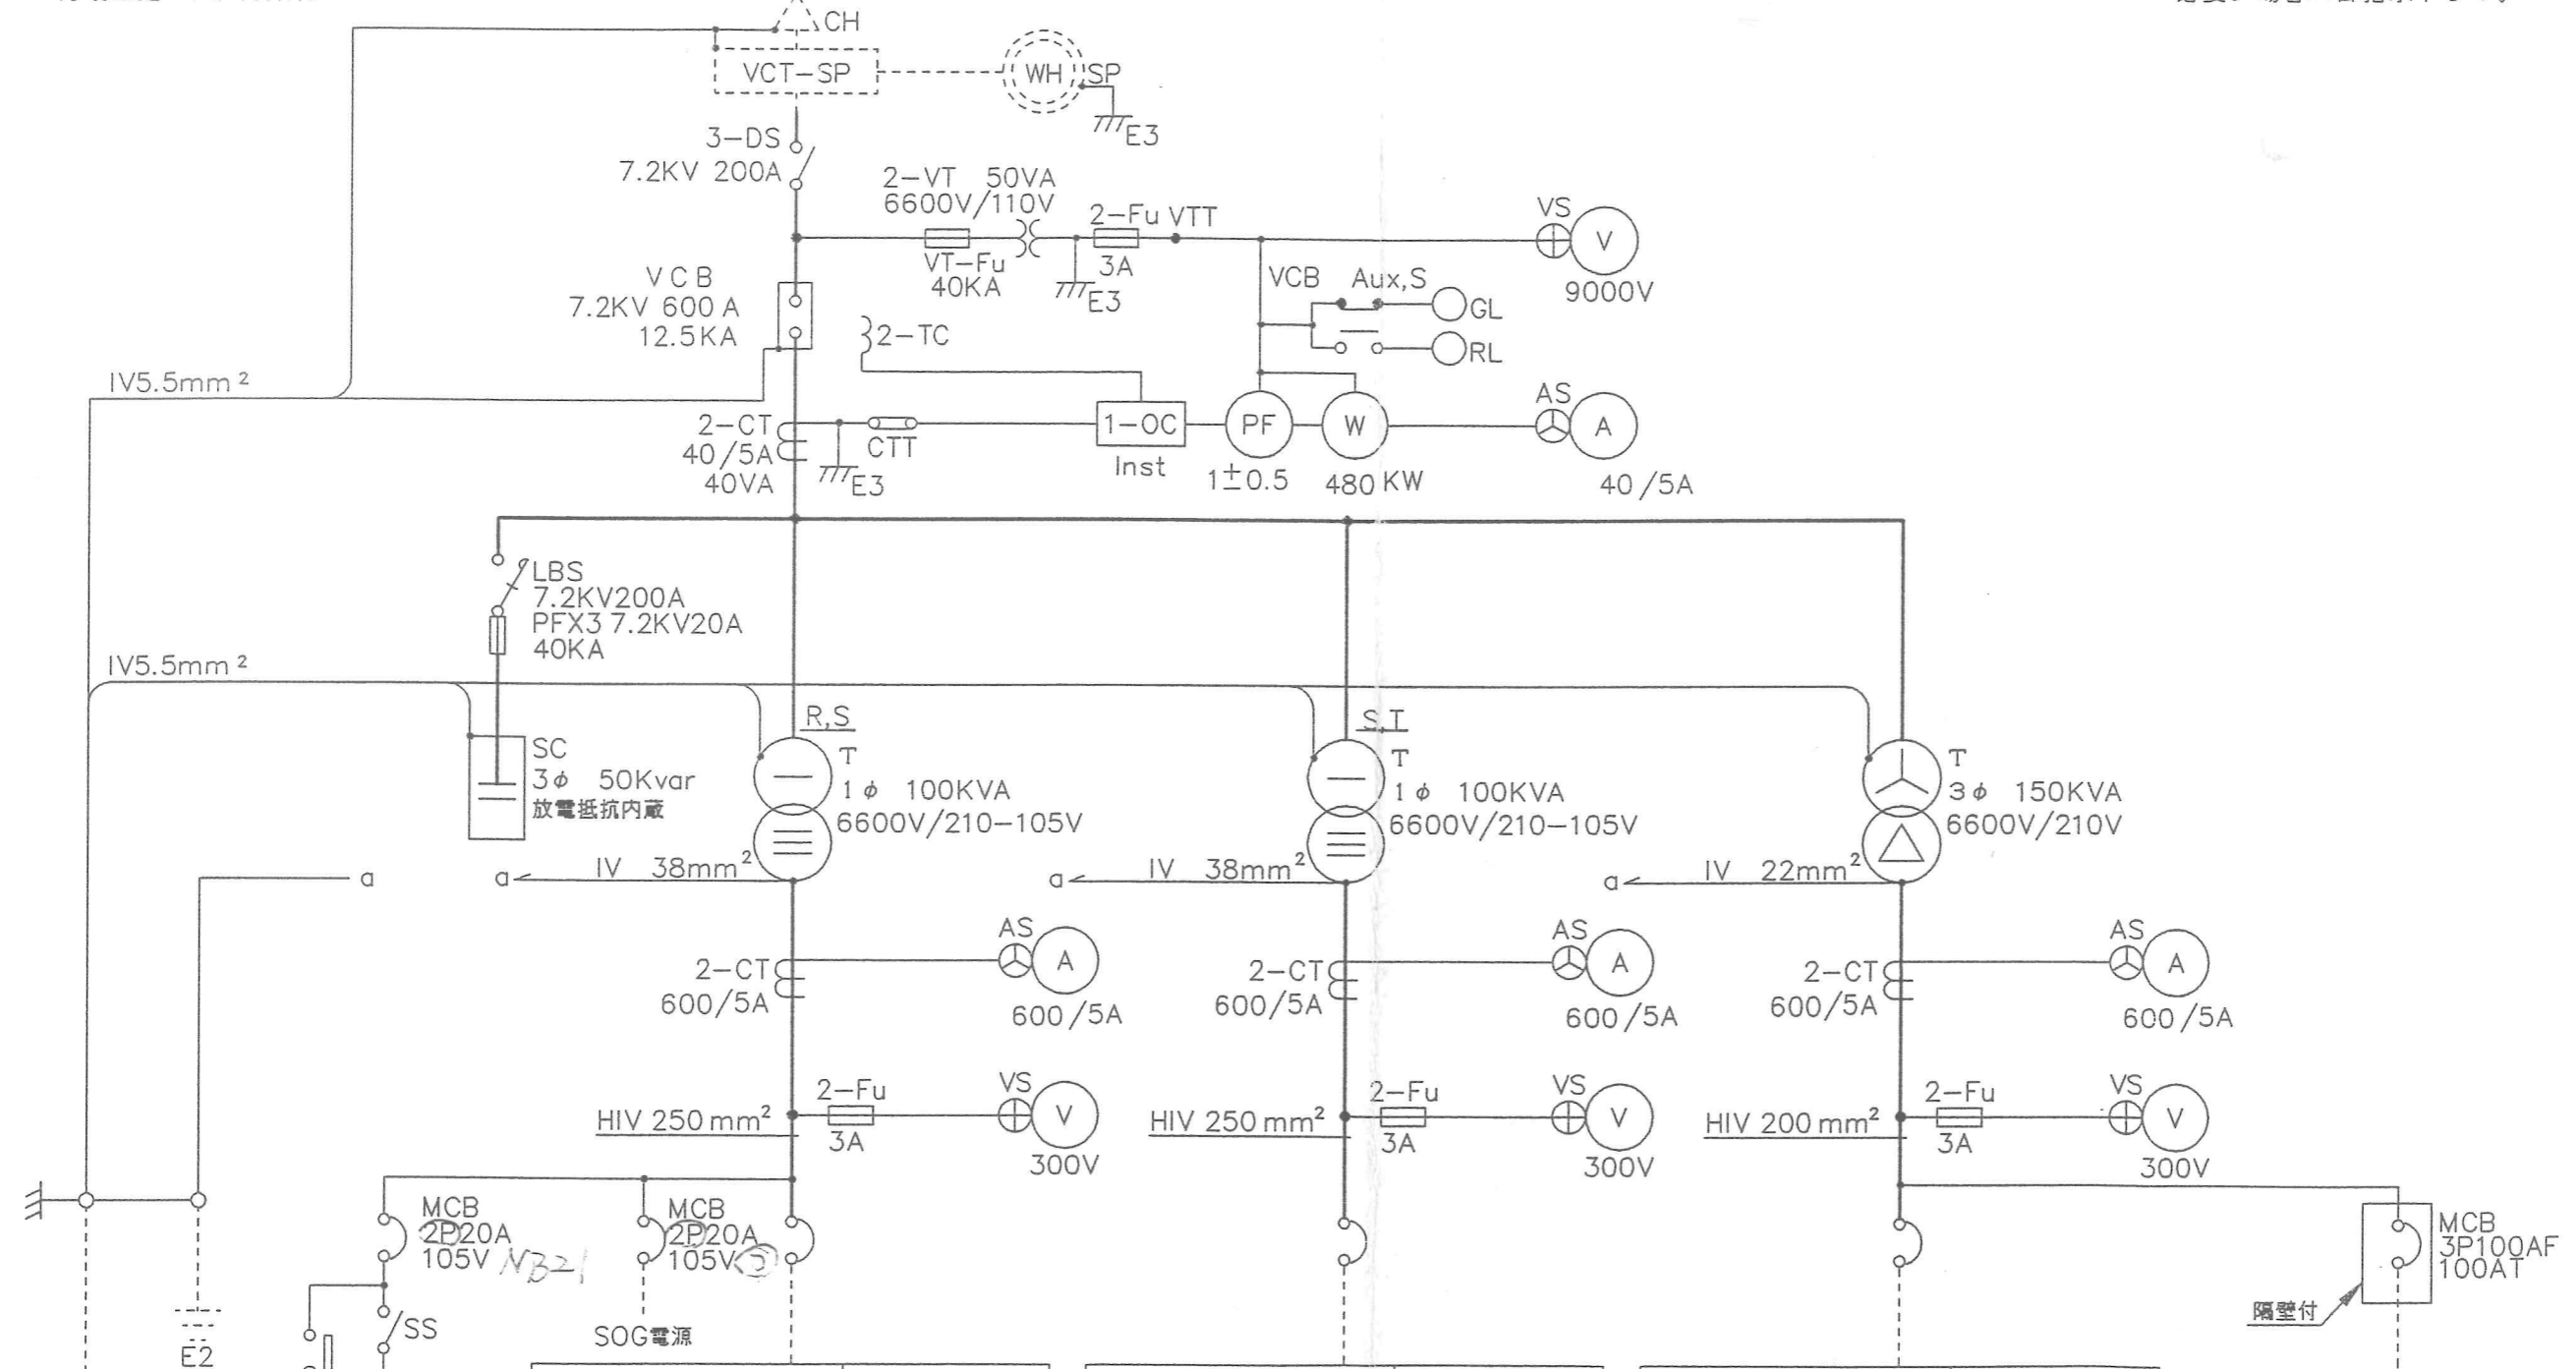 CH
VCT-SP
WH
SP
E3
3-DS
7.2KV 200A
2-VT 50VA
6600V/110V
2-Fu VTT
VT-Fu
40KA
3A
E3
VS
V
9000V
VCB
7.2KV 600A
12.5KA
2-TC
VCB Aux,S
GL
RL
IV5.5mm²
2-CT
40/5A
40VA
E3
CTT
1-OC
Inst
PF
1±0.5
W
480KW
AS
A
40/5A
LBS
7.2KV200A
PFX3 7.2KV20A
40KA
IV5.5mm²
R,S
S,T
SC
3φ 50Kvar
放電抵抗内蔵
T
1φ 100KVA
6600V/210-105V
T
1φ 100KVA
6600V/210-105V
T
3φ 150KVA
6600V/210V
a
a
IV 38mm²
a
IV 38mm²
a
IV 22mm²
2-CT
600/5A
AS
A
600/5A
2-CT
600/5A
AS
A
600/5A
2-CT
600/5A
AS
A
600/5A
HIV 250mm²
2-Fu
3A
VS
V
300V
HIV 250mm²
2-Fu
3A
VS
V
300V
HIV 200mm²
2-Fu
3A
VS
V
300V
MCB
2P20A
105V
NB21
MCB
2P20A
105V
MCB
3P100AF
100AT
隔壁付
SS
SOG電源
E2